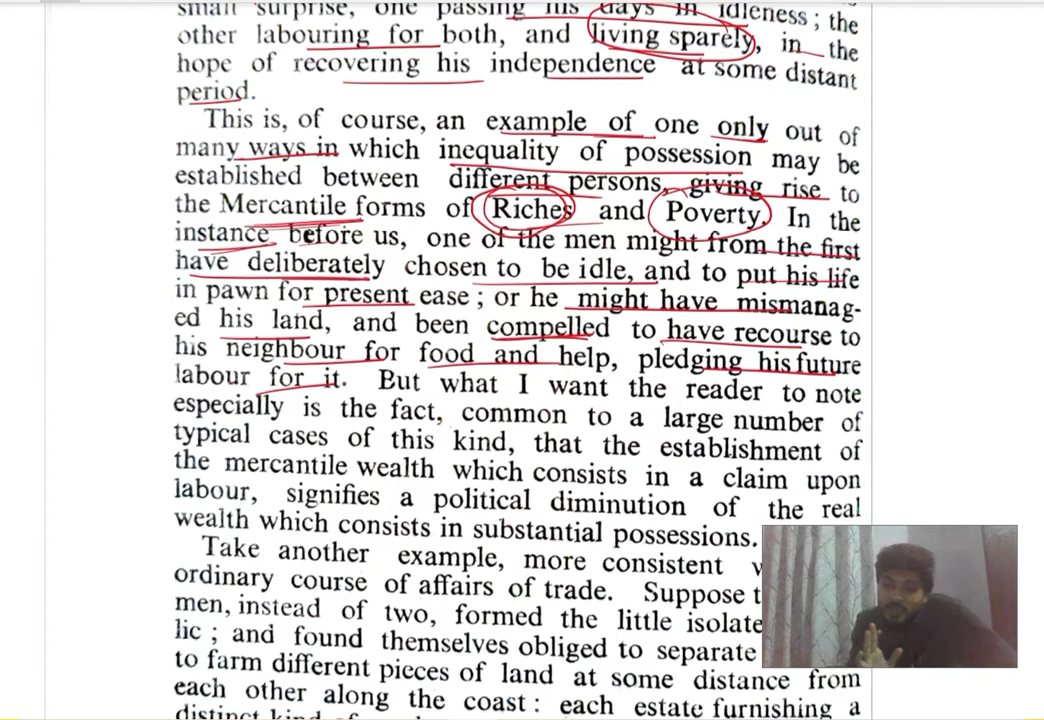 small surprise, one passing his days in idleness ; the
other labouring for both, and living sparely, in the
hope of recovering his independence at some distant
period.
This is, of course, an example of one only out of
many ways in which inequality of possession may be
established between different persons, giving rise to
the Mercantile forms of Riches and Poverty. In the
instance before us, one of the men might from the first
have deliberately chosen to be idle, and to put his life
in pawn for present ease ; or he might have mismanag-
ed his land, and been compelled to have recourse to
his neighbour for food and help, pledging his future
labour for it. But what I want the reader to note
especially is the fact, common to a large number of
typical cases of this kind, that the establishment of
the mercantile wealth which consists in a claim upon
labour, signifies a political diminution of the real
wealth which consists in substantial possessions.
Take another example, more consistent
ordinary course of affairs of trade. Suppose
men, instead of two, formed the little
lic ; and found themselves obliged to separate
to farm different pieces of land at some distance from
each other along the coast : each estate furnishing a
distinct kind